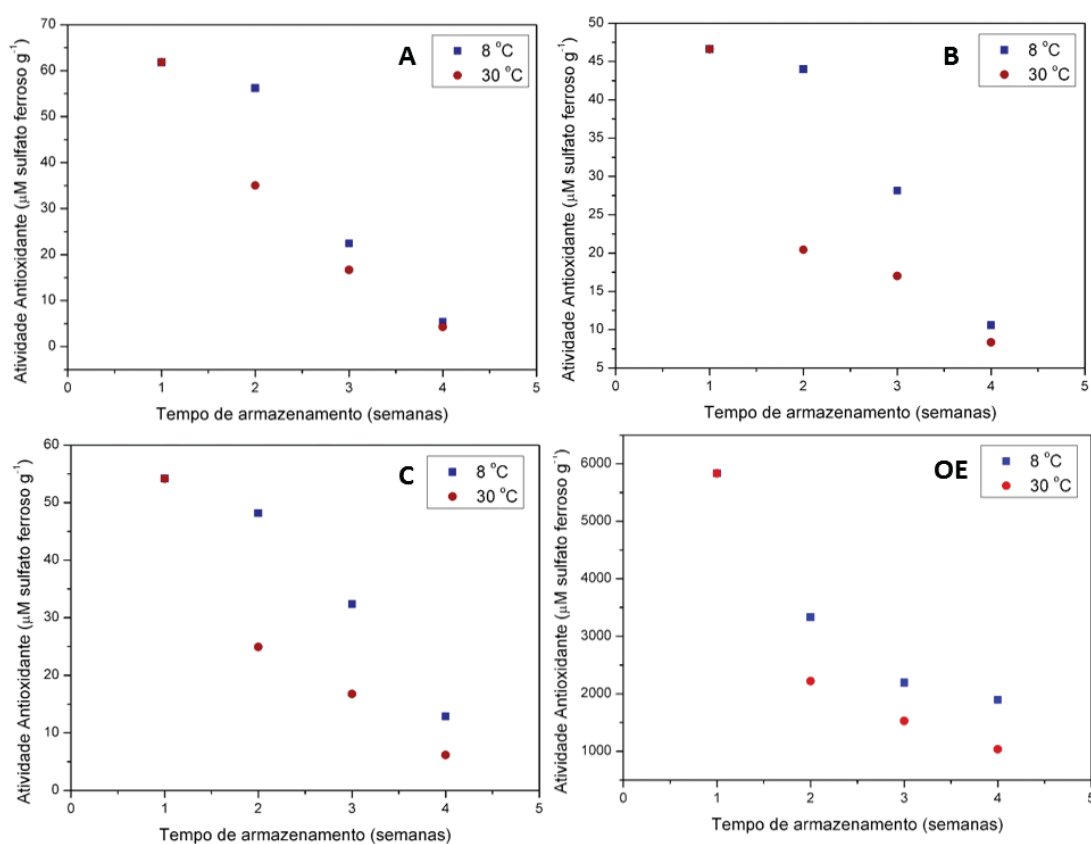 A
8 °C
30 °C
Atividade Antioxidante (μM sulfato ferroso g⁻¹)
70
60
50
40
30
20
10
0
0 1 2 3 4 5
Tempo de armazenamento (semanas)
B
8 °C
30 °C
Atividade Antioxidante (μM sulfato ferroso g⁻¹)
50
45
40
35
30
25
20
15
10
5
0 1 2 3 4 5
Tempo de armazenamento (semanas)
C
8 °C
30 °C
Atividade Antioxidante (μM sulfato ferroso g⁻¹)
60
50
40
30
20
10
0
0 1 2 3 4 5
Tempo de armazenamento (semanas)
OE
8 °C
30 °C
Atividade Antioxidante (μM sulfato ferroso g⁻¹)
6000
5000
4000
3000
2000
1000
0 1 2 3 4 5
Tempo de armazenamento (semanas)